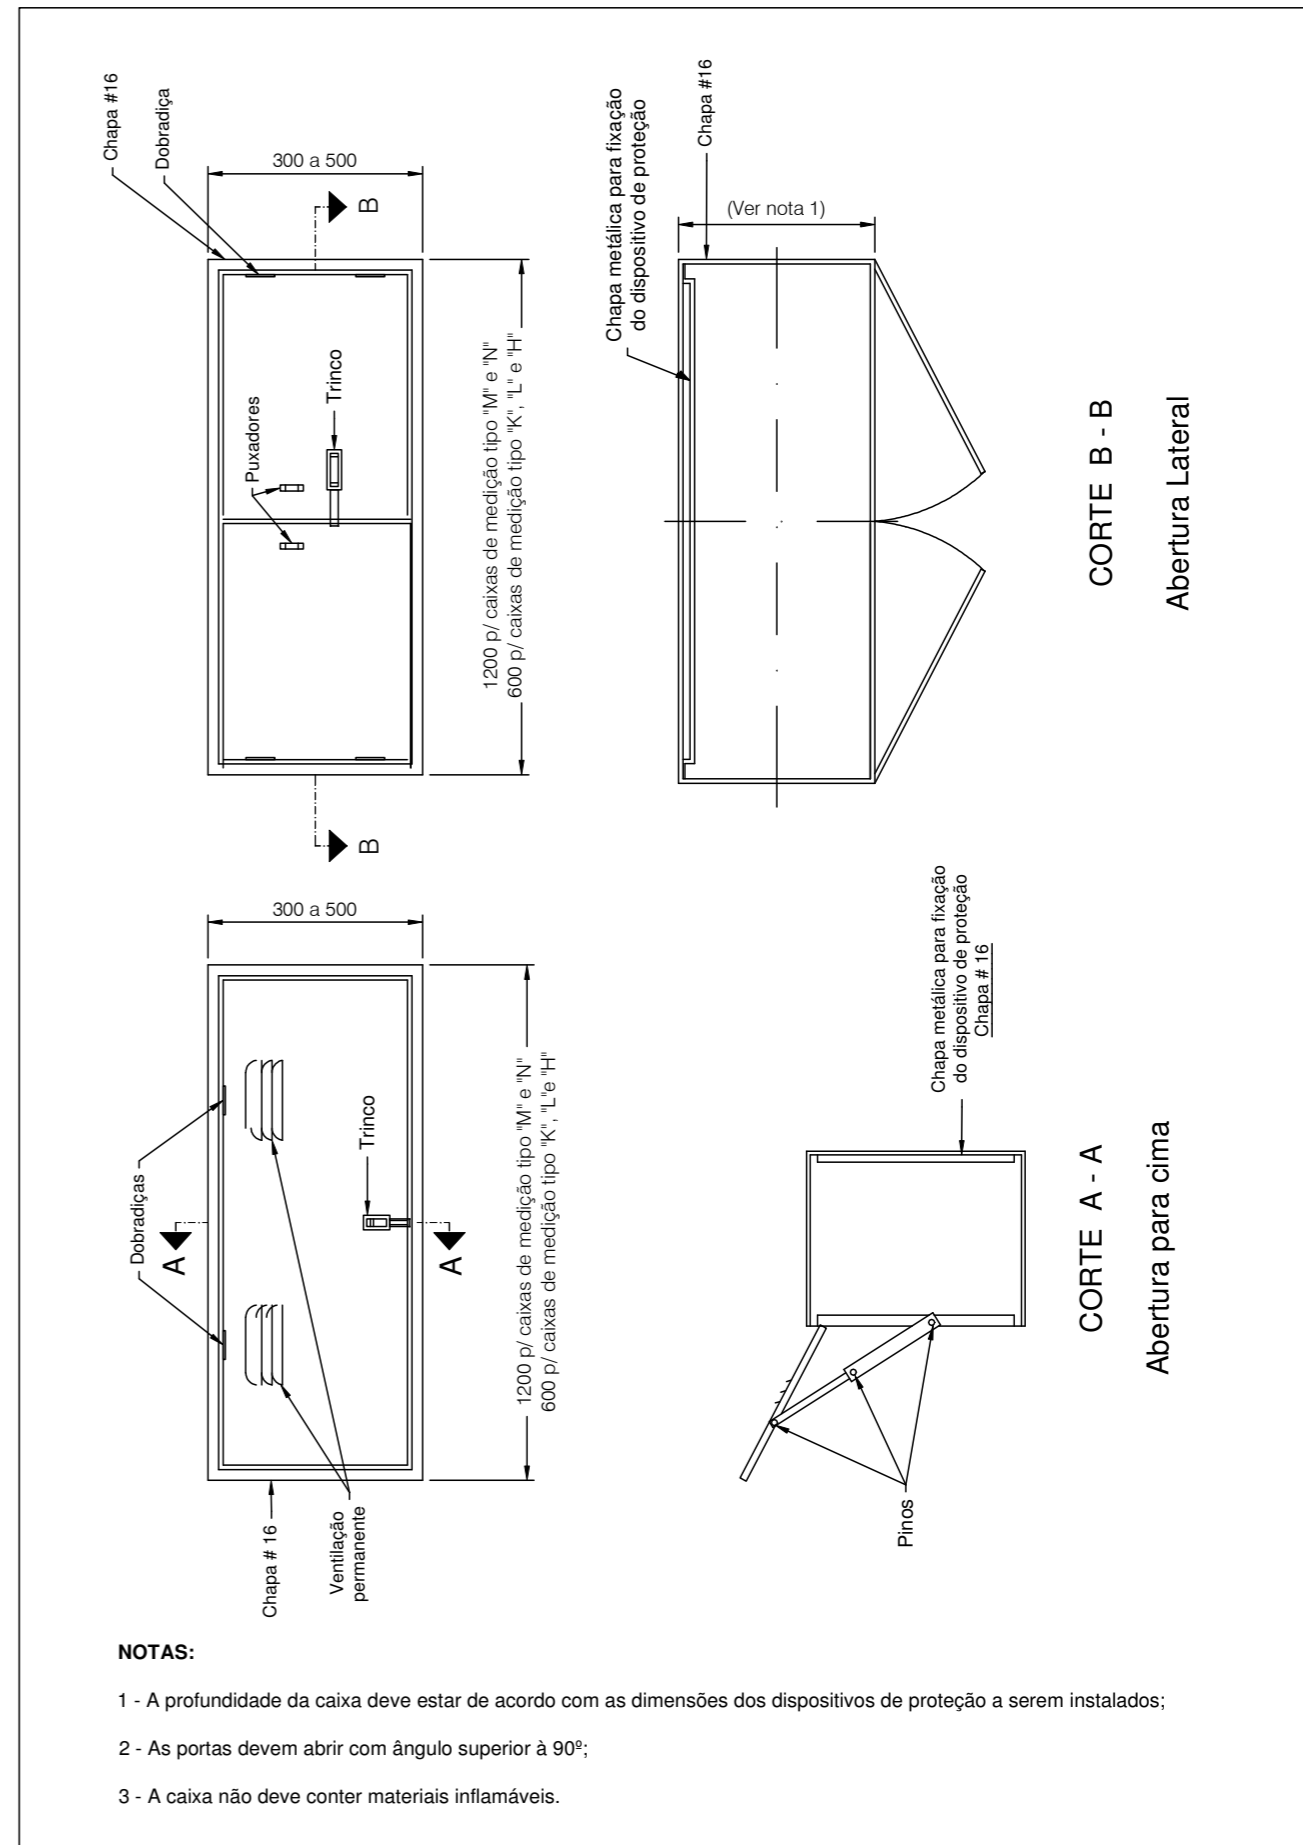 Chapa #16
Dobradiça
300 a 500
B
Puxadores
Trinco
1200 p/ caixas de medição tipo "M" e "N"
600 p/ caixas de medição tipo "K", "L" e "H"
B
Chapa metálica para fixação
do dispositivo de proteção
Chapa #16
(Ver nota 1)
CORTE B - B
Abertura Lateral
300 a 500
Dobradiças
A
Trinco
A
1200 p/ caixas de medição tipo "M" e "N"
600 p/ caixas de medição tipo "K", "L"e "H"
Chapa # 16
Ventilação
permanente
Chapa metálica para fixação
do dispositivo de proteção
Chapa # 16
Pinos
CORTE A - A
Abertura para cima
NOTAS:
1 - A profundidade da caixa deve estar de acordo com as dimensões dos dispositivos de proteção a serem instalados;
2 - As portas devem abrir com ângulo superior à 90º;
3 - A caixa não deve conter materiais inflamáveis.